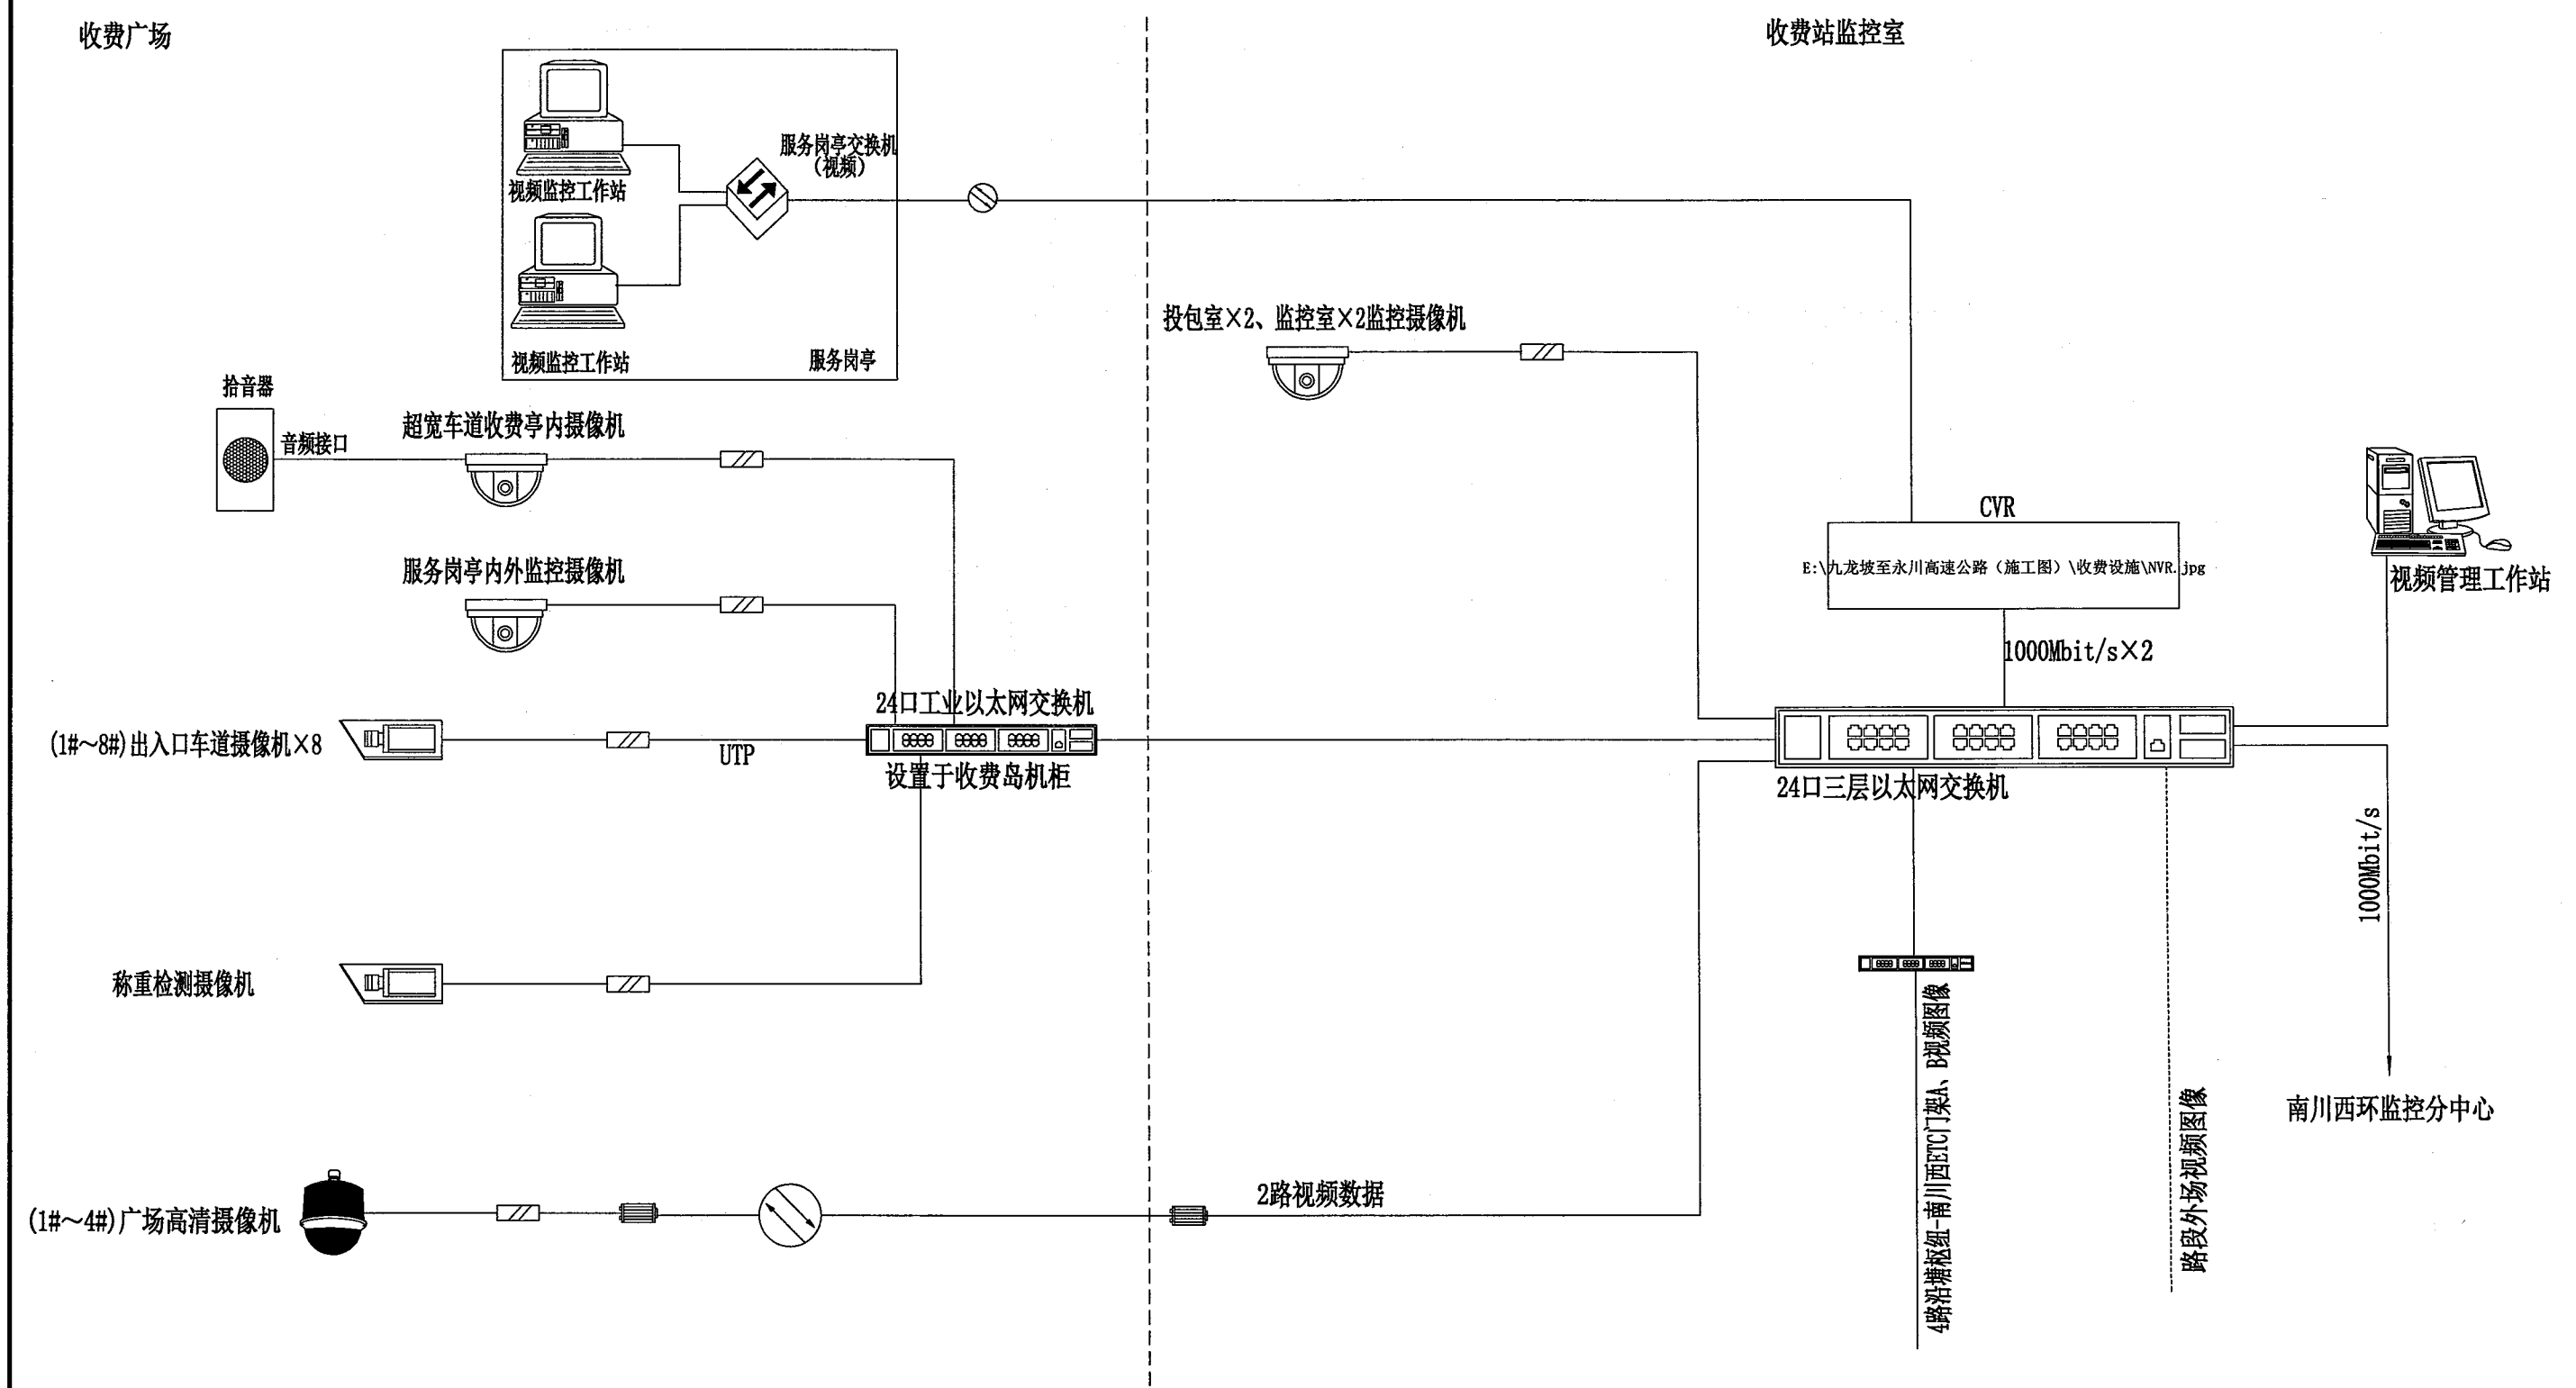 收费广场
收费站监控室
服务岗亭交换机
（视频）
视频监控工作站
视频监控工作站
服务岗亭
投包室×2、监控室×2监控摄像机
拾音器
音频接口
超宽车道收费亭内摄像机
CVR
E:\九龙坡至永川高速公路（施工图）\收费设施\NVR.jpg
服务岗亭内外监控摄像机
视频管理工作站
1000Mbit/s×2
24口工业以太网交换机
(1#～8#)出入口车道摄像机×8
UTP
设置于收费岛机柜
24口三层以太网交换机
1000Mbit/s
称重检测摄像机
4路沿塘枢纽-南川西ETC门架A、B视频图像
路段外场视频图像
南川西环监控分中心
2路视频数据
(1#～4#)广场高清摄像机